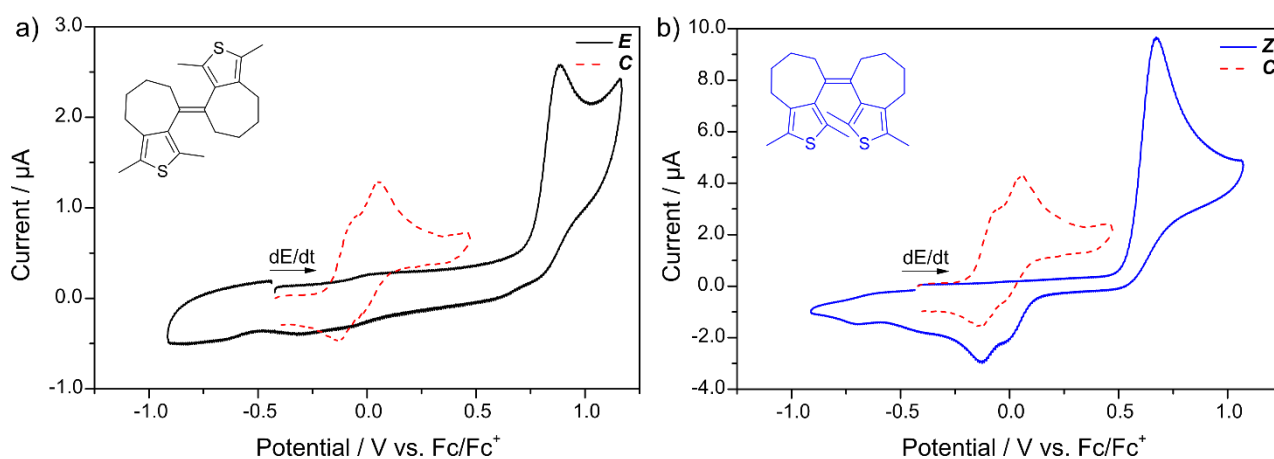 a)
3.0
2.0
1.0
0.0
-1.0
Current / µA
-1.0 -0.5 0.0 0.5 1.0
Potential / V vs. Fc/Fc⁺
S
S
E
C
dE/dt
b)
10.0
8.0
6.0
4.0
2.0
0.0
-2.0
-4.0
Current / µA
-1.0 -0.5 0.0 0.5 1.0
Potential / V vs. Fc/Fc⁺
S S
Z
C
dE/dt